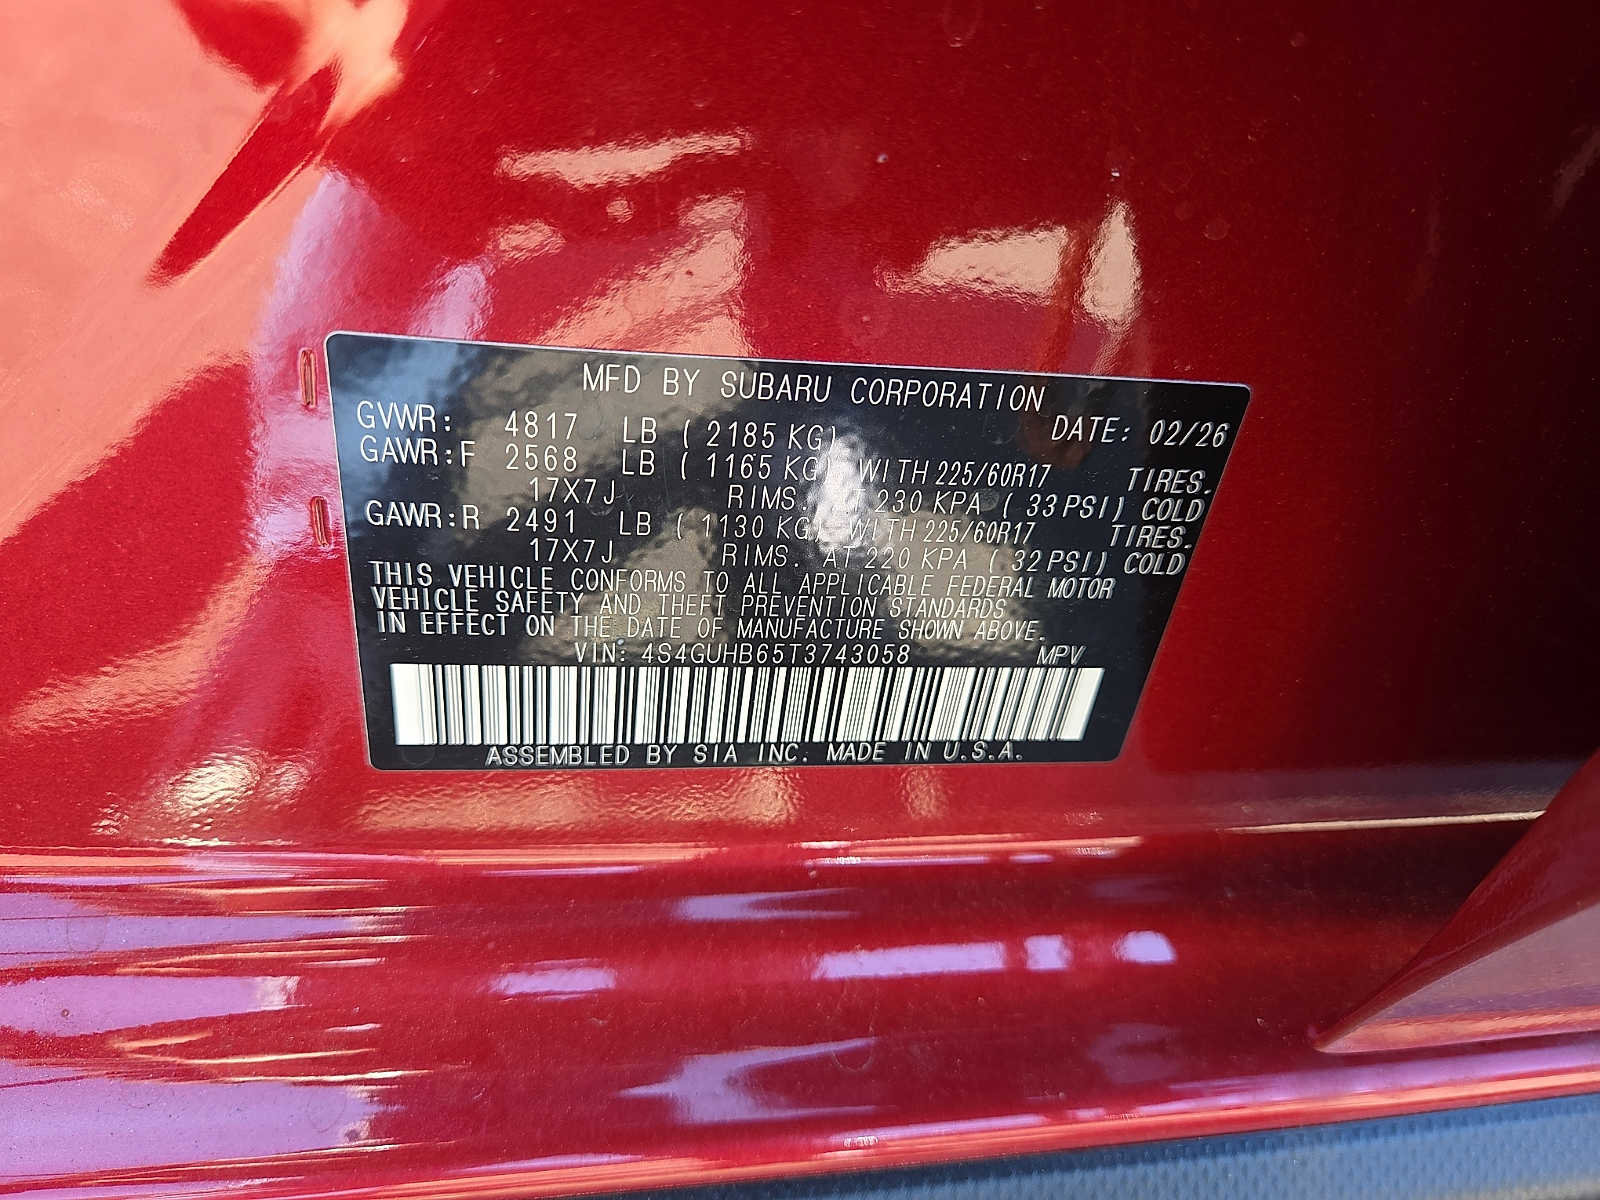 MFD BY SUBARU CORPORATION
GVWR: 4817 LB ( 2185 KG) DATE: 02/26
GAWR:F 2568 LB ( 1165 KG) WITH 225/60R17 TIRES.
17X7J RIMS. AT 230 KPA ( 33 PSI) COLD
GAWR:R 2491 LB ( 1130 KG) WITH 225/60R17 TIRES.
17X7J RIMS. AT 220 KPA ( 32 PSI) COLD
THIS VEHICLE CONFORMS TO ALL APPLICABLE FEDERAL MOTOR
VEHICLE SAFETY AND THEFT PREVENTION STANDARDS
IN EFFECT ON THE DATE OF MANUFACTURE SHOWN ABOVE.
VIN: 4S4GUHB65T3743058 MPV
ASSEMBLED BY SIA INC. MADE IN U.S.A.